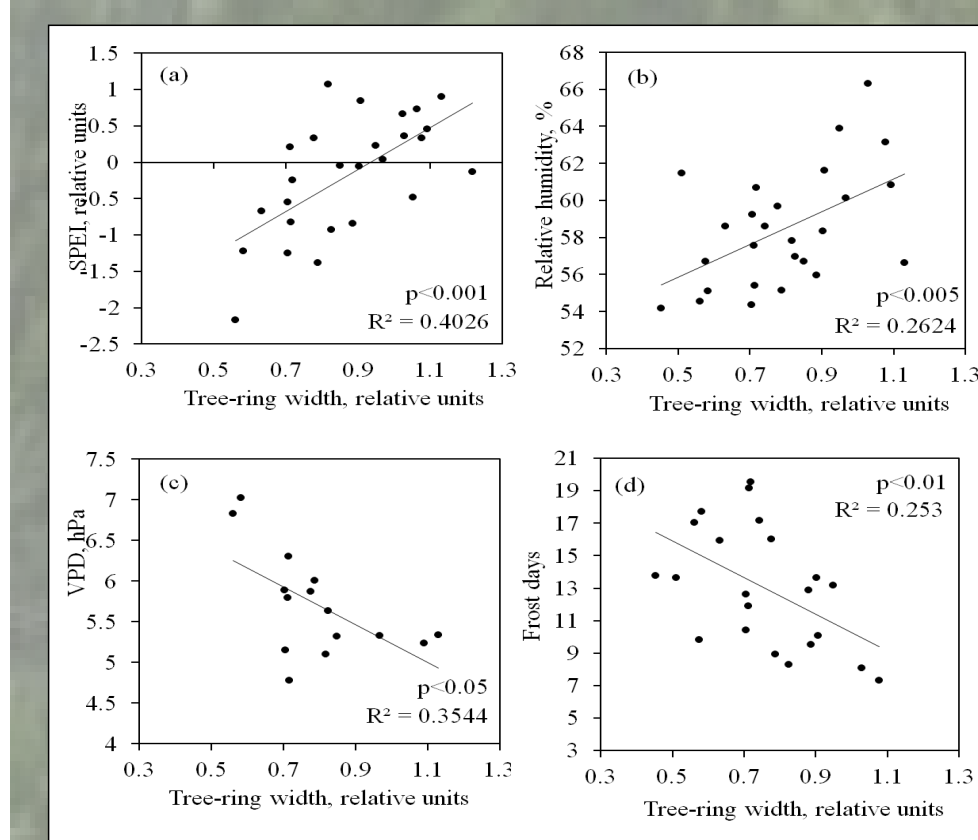 (a)
SPEI, relative units
1.5
1
0.5
0
-0.5
-1
-1.5
-2
-2.5
p<0.001
R² = 0.4026
0.3 0.5 0.7 0.9 1.1 1.3
Tree-ring width, relative units
(b)
Relative humidity, %
68
66
64
62
60
58
56
54
52
p<0.005
R² = 0.2624
0.3 0.5 0.7 0.9 1.1 1.3
Tree-ring width, relative units
(c)
VPD, hPa
7.5
7
6.5
6
5.5
5
4.5
4
p<0.05
R² = 0.3544
0.3 0.5 0.7 0.9 1.1 1.3
Tree-ring width, relative units
(d)
Frost days
21
19
17
15
13
11
9
7
5
3
p<0.01
R² = 0.253
0.3 0.5 0.7 0.9 1.1 1.3
Tree-ring width, relative units